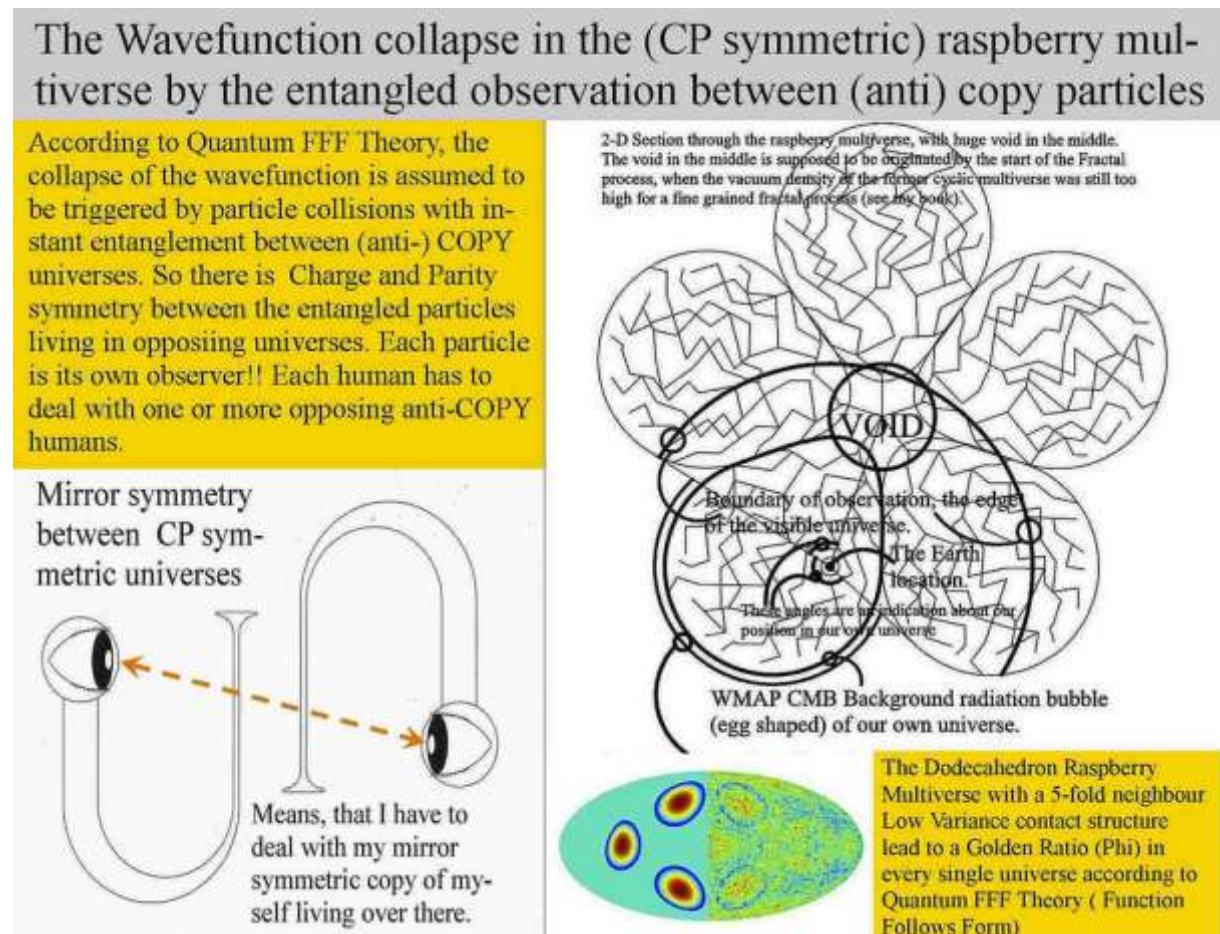 The Wavefunction collapse in the (CP symmetric) raspberry mul-
tiverse by the entangled observation between (anti) copy particles
According to Quantum FFF Theory, the
collapse of the wavefunction is assumed to
be triggered by particle collisions with in-
stant entanglement between (anti-) COPY
universes. So there is Charge and Parity
symmetry between the entangled particles
living in opposiing universes. Each particle
is its own observer!! Each human has to
deal with one or more opposing anti-COPY
humans.
Mirror symmetry
between CP sym-
metric universes
Means, that I have to
deal with my mirror
symmetric copy of my-
self living over there.
2-D Section through the raspberry multiverse, with huge void in the middle.
The void in the middle is supposed to be originated by the start of the Fractal
process, when the vacuum density of the former cyclic multiverse was still too
high for a fine grained fractal process (see my book).
VOID
Boundary of observation, the edge
of the visible universe.
The Earth
location.
These angles are an indication about our
position in our own universe
WMAP CMB Background radiation bubble
(egg shaped) of our own universe.
The Dodecahedron Raspberry
Multiverse with a 5-fold neighbour
Low Variance contact structure
lead to a Golden Ratio (Phi) in
every single universe according to
Quantum FFF Theory ( Function
Follows Form)